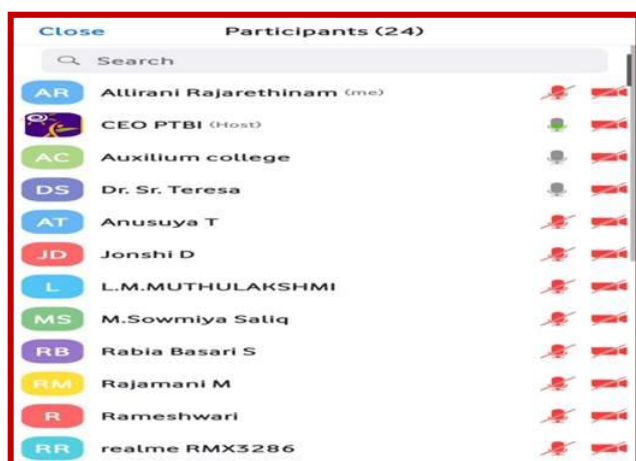 Close Participants (24)
Search
AR Allirani Rajarethinam (me)
CEO PTBI (Host)
AC Auxilium college
DS Dr. Sr. Teresa
AT Anusuya T
JD Jonshi D
L L.M.MUTHULAKSHMI
MS M.Sowmiya Saliq
RB Rabia Basari S
RM Rajamani M
R Rameshwari
RR realme RMX3286